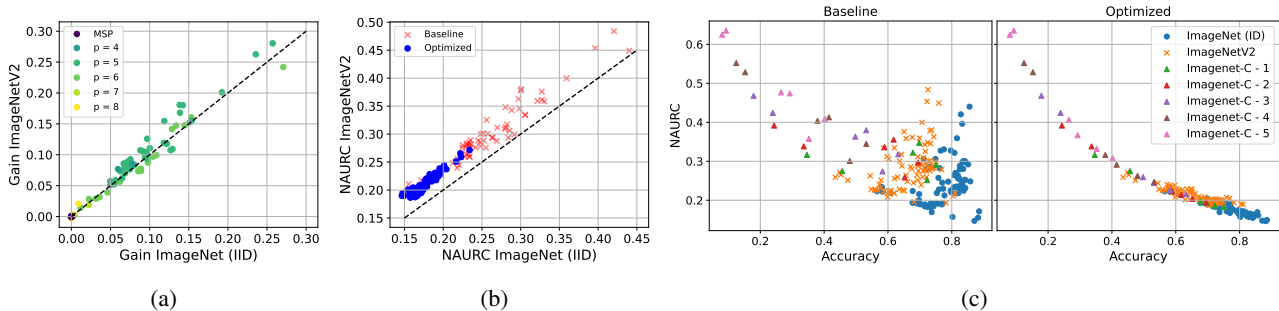 Gain ImageNetV2
0.30
0.25
0.20
0.15
0.10
0.05
0.00
MSP
p = 4
p = 5
p = 6
p = 7
p = 8
0.00 0.05 0.10 0.15 0.20 0.25 0.30
Gain ImageNet (IID)
(a)
NAURC ImageNetV2
0.50
0.45
0.40
0.35
0.30
0.25
0.20
0.15
Baseline
Optimized
0.15 0.20 0.25 0.30 0.35 0.40 0.45
NAURC ImageNet (IID)
(b)
Baseline
Optimized
NAURC
0.6
0.5
0.4
0.3
0.2
ImageNet (ID)
ImageNetV2
Imagenet-C - 1
Imagenet-C - 2
Imagenet-C - 3
Imagenet-C - 4
Imagenet-C - 5
0.2 0.4 0.6 0.8
Accuracy
0.2 0.4 0.6 0.8
Accuracy
(c)